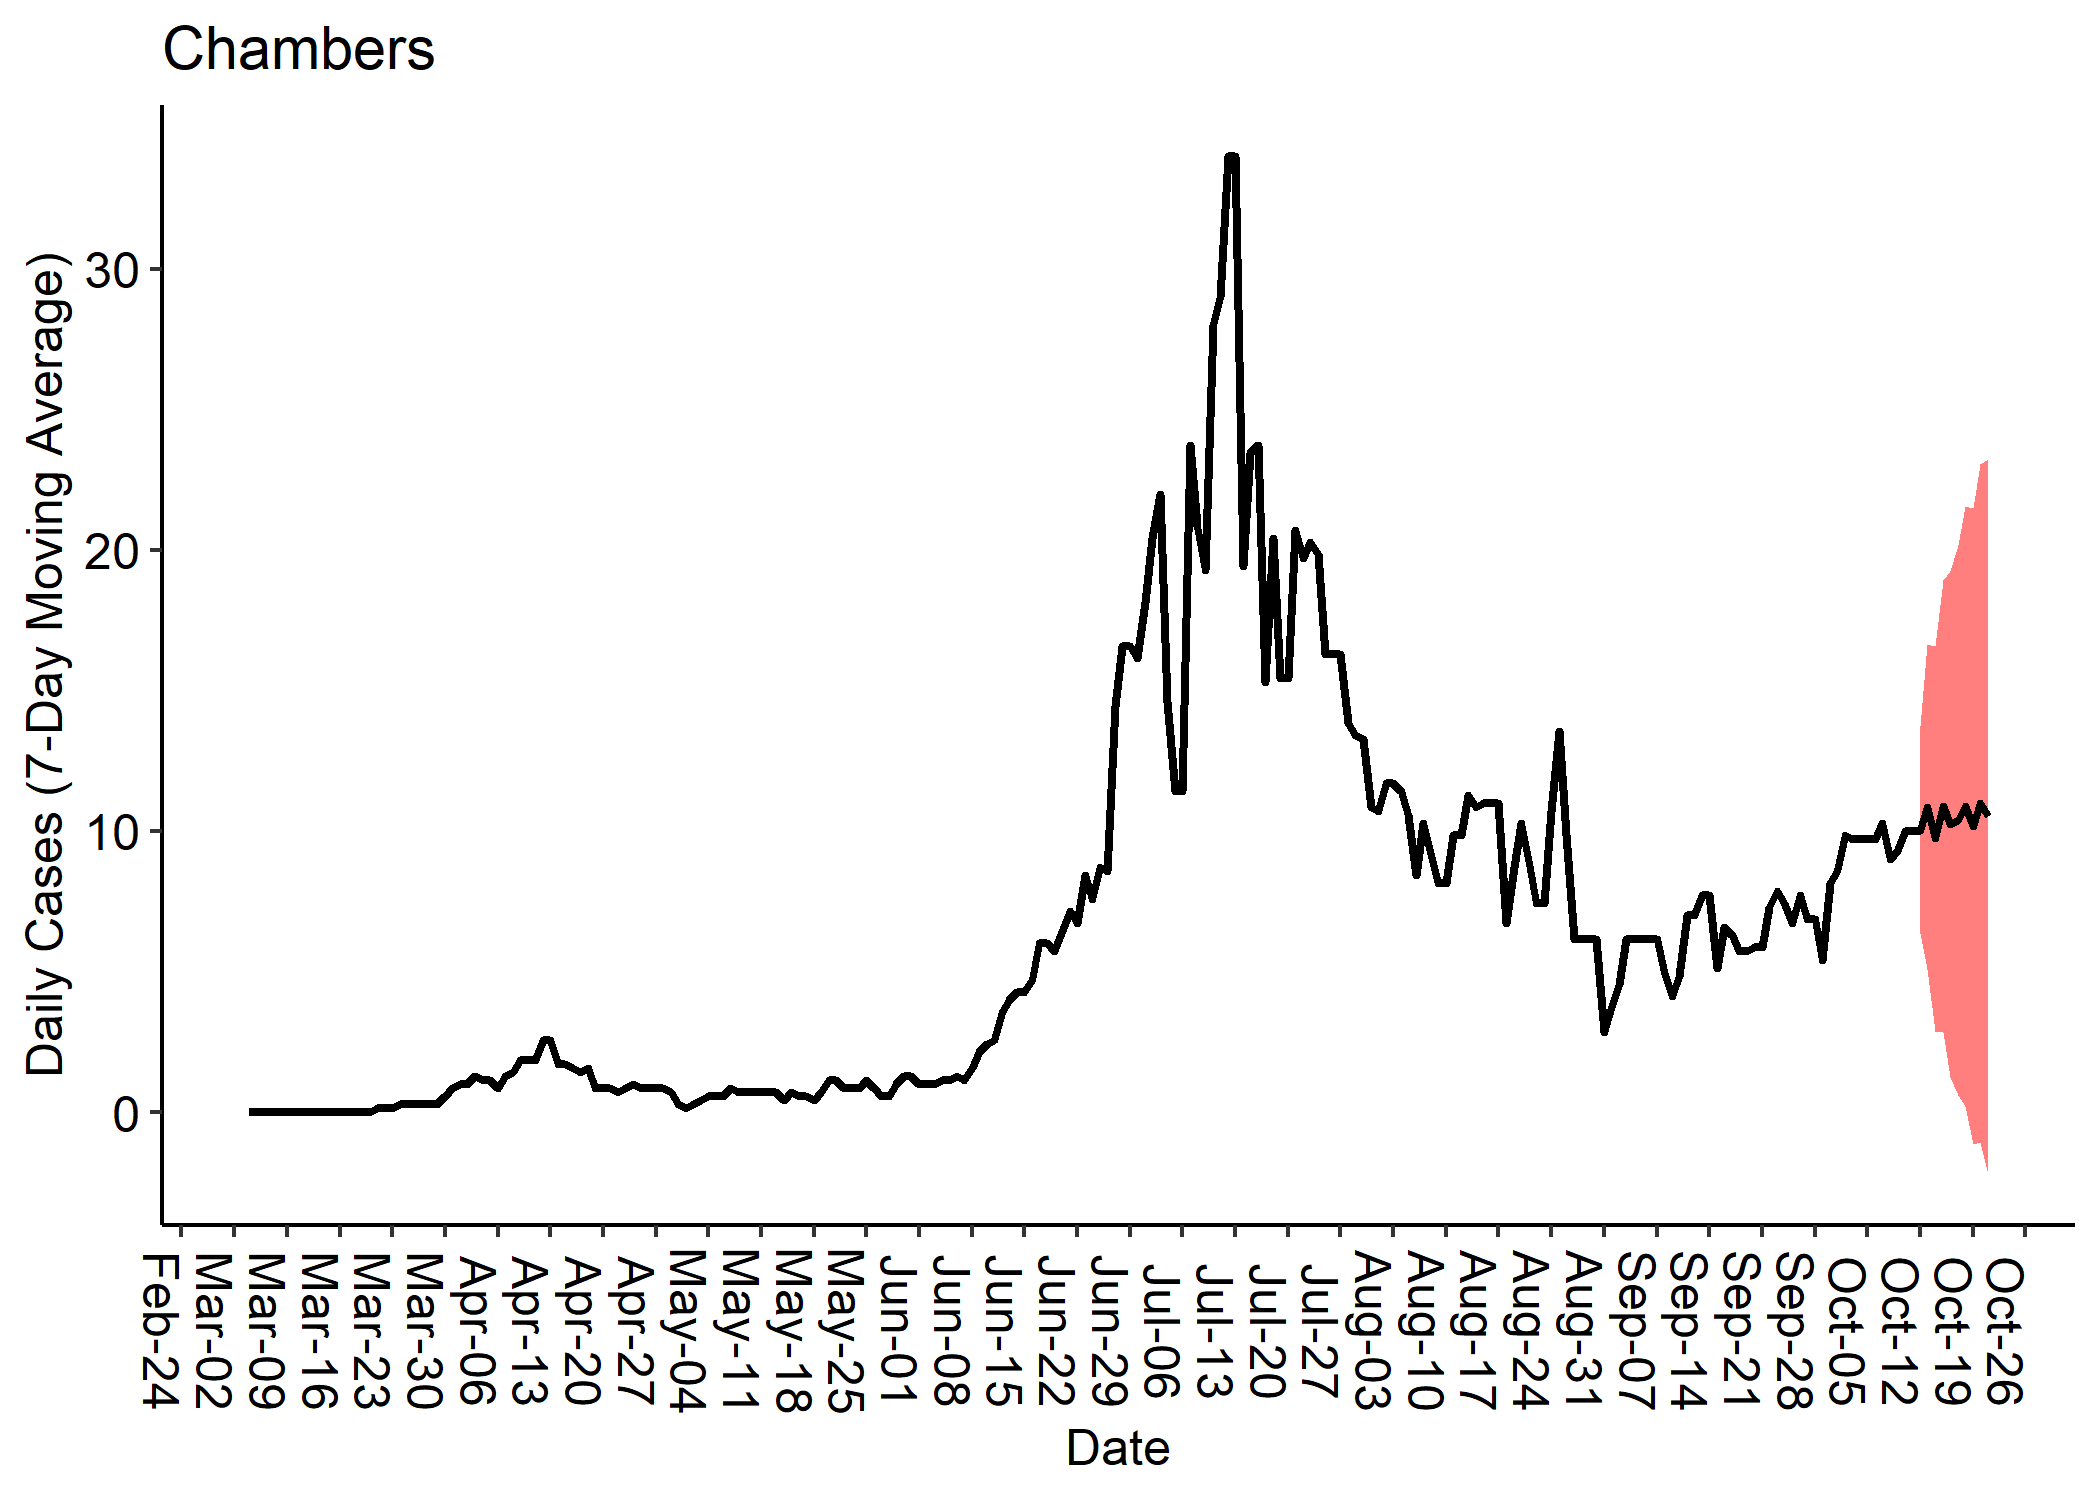 Chambers
Daily Cases (7-Day Moving Average)
30
20
10
0
Feb-24
Mar-02
Mar-09
Mar-16
Mar-23
Mar-30
Apr-06
Apr-13
Apr-20
Apr-27
May-04
May-11
May-18
May-25
Jun-01
Jun-08
Jun-15
Jun-22
Jun-29
Jul-06
Jul-13
Jul-20
Jul-27
Aug-03
Aug-10
Aug-17
Aug-24
Aug-31
Sep-07
Sep-14
Sep-21
Sep-28
Oct-05
Oct-12
Oct-19
Oct-26
Date